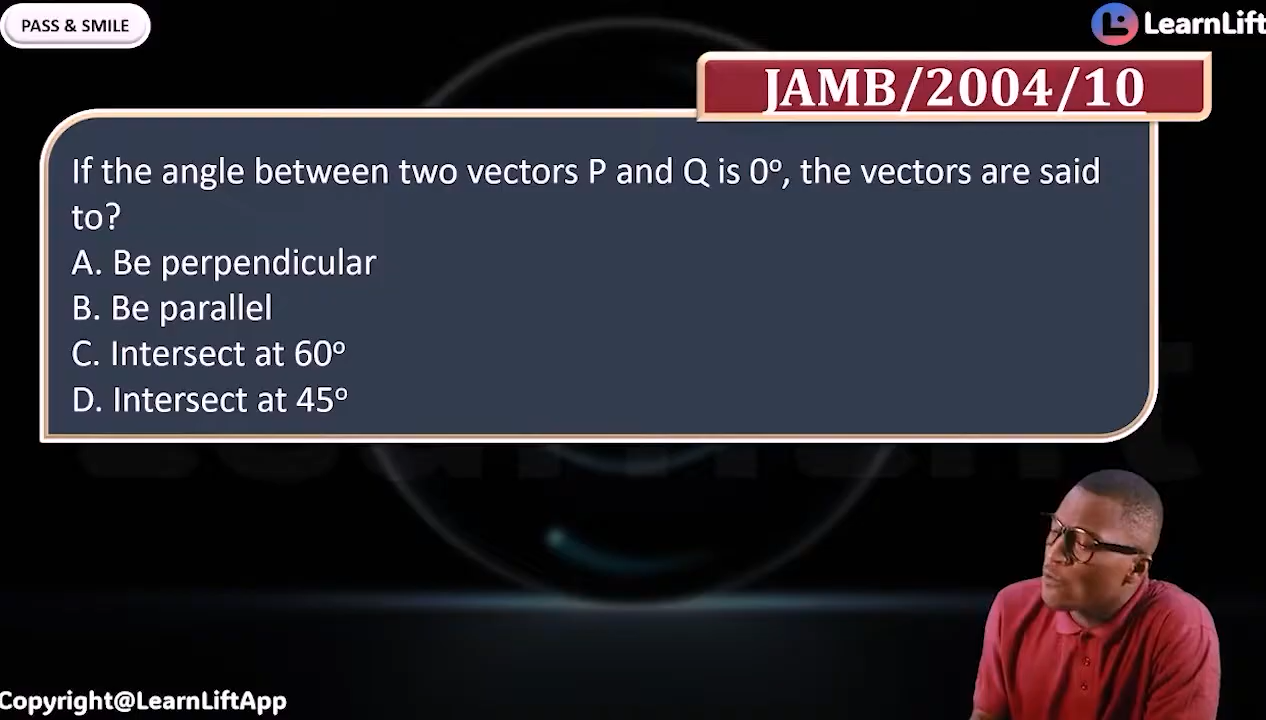 PASS & SMILE
LearnLift
JAMB/2004/10
If the angle between two vectors P and Q is 0º, the vectors are said
to?
A. Be perpendicular
B. Be parallel
C. Intersect at 60º
D. Intersect at 45º
Copyright@LearnLiftApp